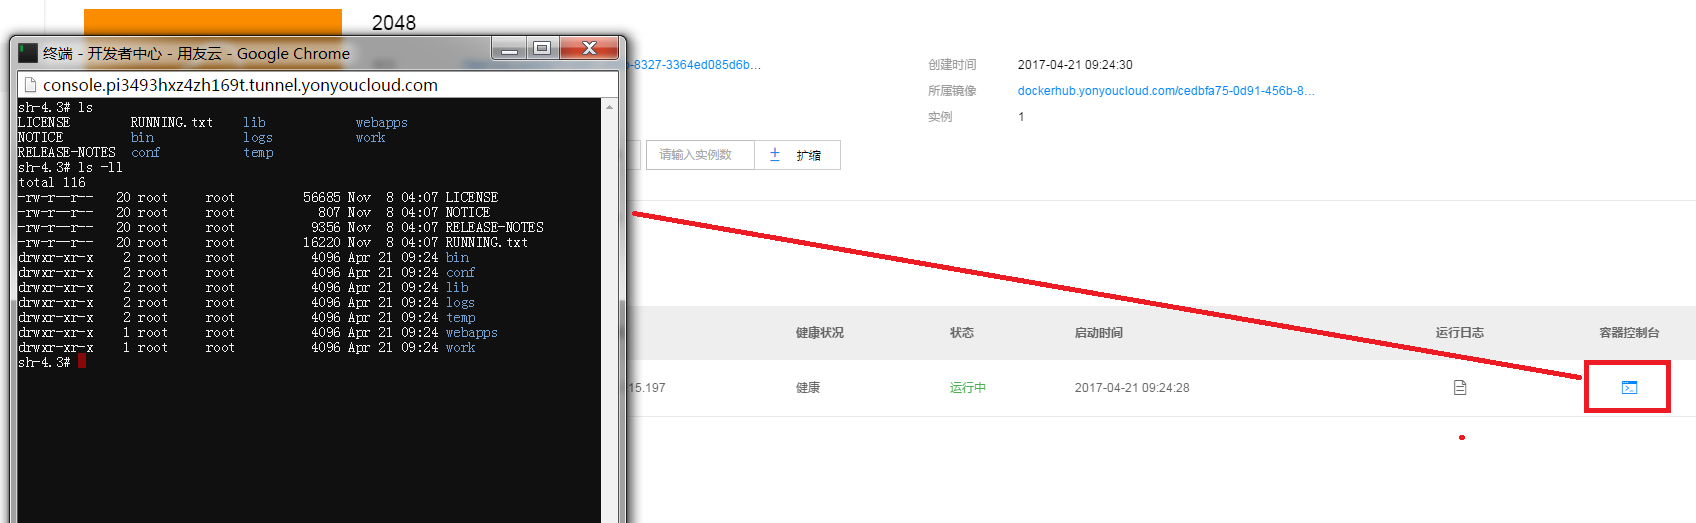 2048
终端 - 开发者中心 - 用友云 - Google Chrome
console.pi3493hxz4zh169t.tunnel.yonyoucloud.com
sh-4.3# ls
LICENSE RUNNING.txt lib webapps
NOTICE bin logs work
RELEASE-NOTES conf temp
sh-4.3# ls -ll
total 116
-rw-r--r-- 20 root root 56685 Nov 8 04:07 LICENSE
-rw-r--r-- 20 root root 807 Nov 8 04:07 NOTICE
-rw-r--r-- 20 root root 9356 Nov 8 04:07 RELEASE-NOTES
-rw-r--r-- 20 root root 16220 Nov 8 04:07 RUNNING.txt
drwxr-xr-x 2 root root 4096 Apr 21 09:24 bin
drwxr-xr-x 2 root root 4096 Apr 21 09:24 conf
drwxr-xr-x 2 root root 4096 Apr 21 09:24 lib
drwxr-xr-x 2 root root 4096 Apr 21 09:24 logs
drwxr-xr-x 2 root root 4096 Apr 21 09:24 temp
drwxr-xr-x 1 root root 4096 Apr 21 09:24 webapps
drwxr-xr-x 1 root root 4096 Apr 21 09:24 work
sh-4.3#
-8327-3364ed085d6b...
创建时间 2017-04-21 09:24:30
所属镜像 dockerhub.yonyoucloud.com/cedbfa75-0d91-456b-8...
实例 1
请输入实例数 扩缩
健康状况 状态 启动时间 运行日志 容器控制台
15.197 健康 运行中 2017-04-21 09:24:28